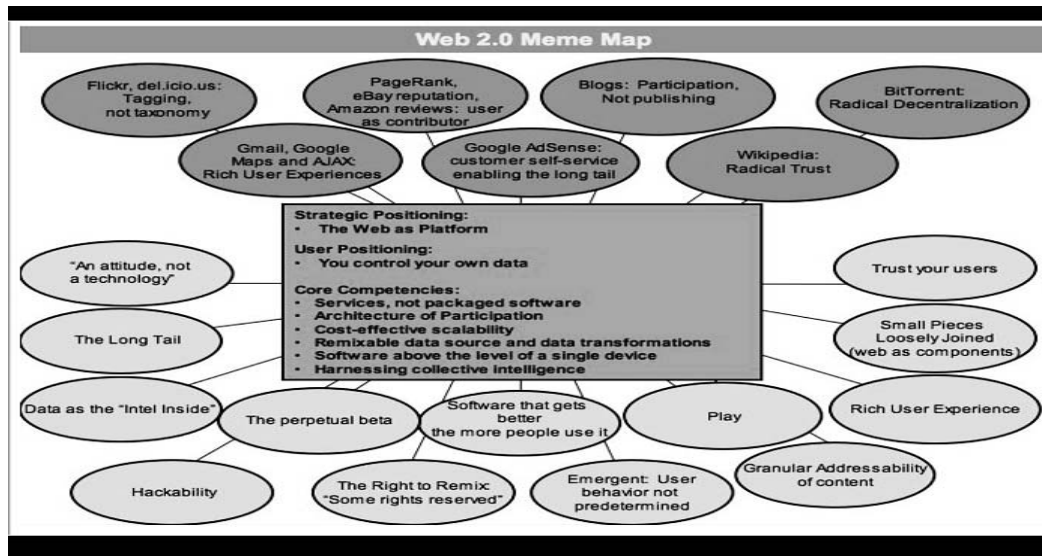 Web 2.0 Meme Map
Flickr, del.icio.us:
Tagging,
not taxonomy
PageRank,
eBay reputation,
Amazon reviews: user
as contributor
Blogs: Participation,
Not publishing
BitTorrent:
Radical Decentralization
Gmail, Google
Maps and AJAX:
Rich User Experiences
Google AdSense:
customer self-service
enabling the long tail
Wikipedia:
Radical Trust
Strategic Positioning:
• The Web as Platform
User Positioning:
• You control your own data
Core Competencies:
• Services, not packaged software
• Architecture of Participation
• Cost-effective scalability
• Remixable data source and data transformations
• Software above the level of a single device
• Harnessing collective intelligence
“An attitude, not
a technology”
Trust your users
The Long Tail
Small Pieces
Loosely Joined
(web as components)
Data as the “Intel Inside”
The perpetual beta
Software that gets
better
the more people use it
Play
Rich User Experience
Hackability
The Right to Remix:
“Some rights reserved”
Emergent: User
behavior not
predetermined
Granular Addressability
of content